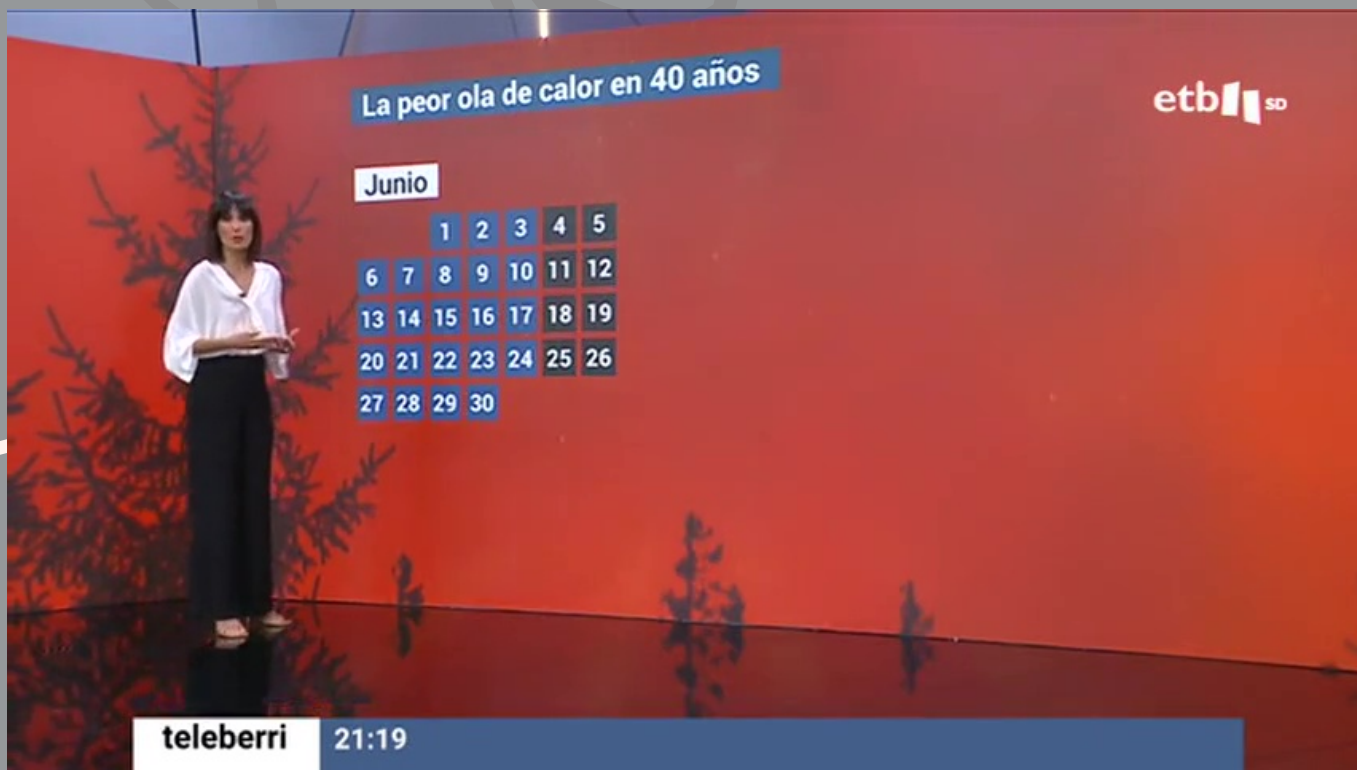 La peor ola de calor en 40 años
etb SD
Junio
1 2 3 4 5
6 7 8 9 10 11 12
13 14 15 16 17 18 19
20 21 22 23 24 25 26
27 28 29 30
teleberri 21:19